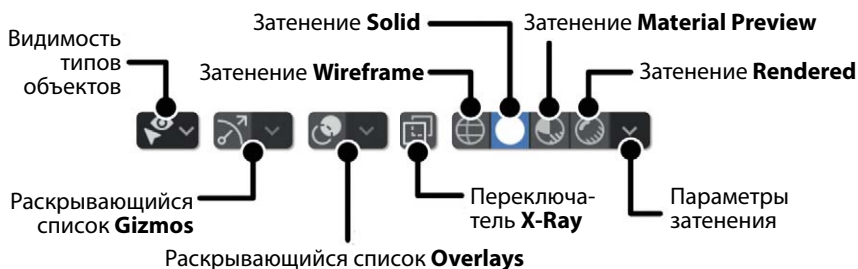 Затенение Solid
Затенение Material Preview
Видимость
типов
объектов
Затенение Wireframe
Затенение Rendered
Раскрывающийся
список Gizmos
Переключа-
тель X-Ray
Параметры
затенения
Раскрывающийся список Overlays